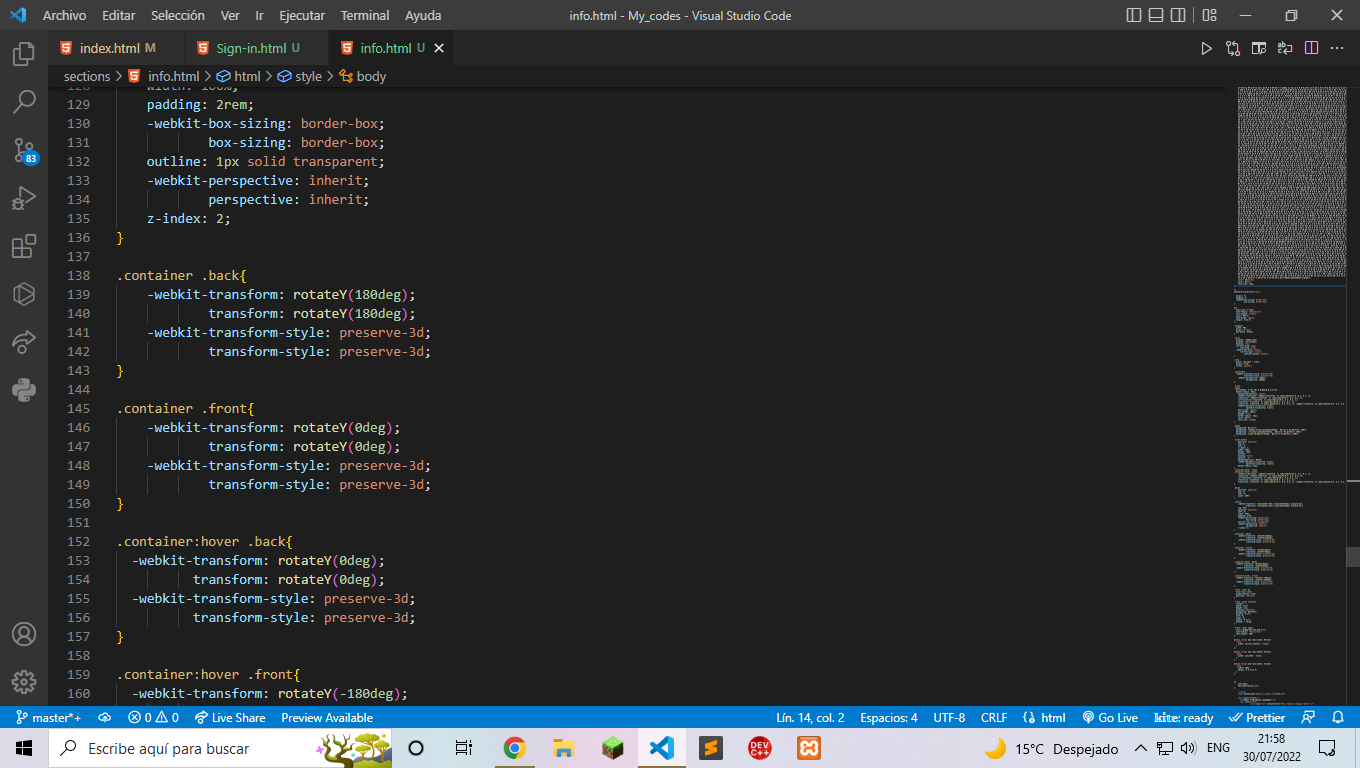 Archivo Editar Selección Ver Ir Ejecutar Terminal Ayuda info.html - My_codes - Visual Studio Code
index.html M Sign-in.html U info.html U
sections > info.html > html > style > body
128 width: 100%;
129 padding: 2rem;
130 -webkit-box-sizing: border-box;
131 box-sizing: border-box;
132 outline: 1px solid transparent;
133 -webkit-perspective: inherit;
134 perspective: inherit;
135 z-index: 2;
136 }
137
138 .container .back{
139 -webkit-transform: rotateY(180deg);
140 transform: rotateY(180deg);
141 -webkit-transform-style: preserve-3d;
142 transform-style: preserve-3d;
143 }
144
145 .container .front{
146 -webkit-transform: rotateY(0deg);
147 transform: rotateY(0deg);
148 -webkit-transform-style: preserve-3d;
149 transform-style: preserve-3d;
150 }
151
152 .container:hover .back{
153 -webkit-transform: rotateY(0deg);
154 transform: rotateY(0deg);
155 -webkit-transform-style: preserve-3d;
156 transform-style: preserve-3d;
157 }
158
159 .container:hover .front{
160 -webkit-transform: rotateY(-180deg);
83
master*+ 0 0 Live Share Preview Available Lín. 14, col. 2 Espacios: 4 UTF-8 CRLF html Go Live kite: ready Prettier
Escribe aquí para buscar DEV C++ 15°C Despejado ENG 21:58
30/07/2022